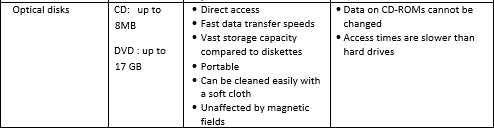 Optical disks
CD: up to
8MB
DVD : up to
17 GB
• Direct access
• Fast data transfer speeds
• Vast storage capacity
compared to diskettes
• Portable
• Can be cleaned easily with
a soft cloth
• Unaffected by magnetic
fields
• Data on CD-ROMs cannot be
changed
• Access times are slower than
hard drives